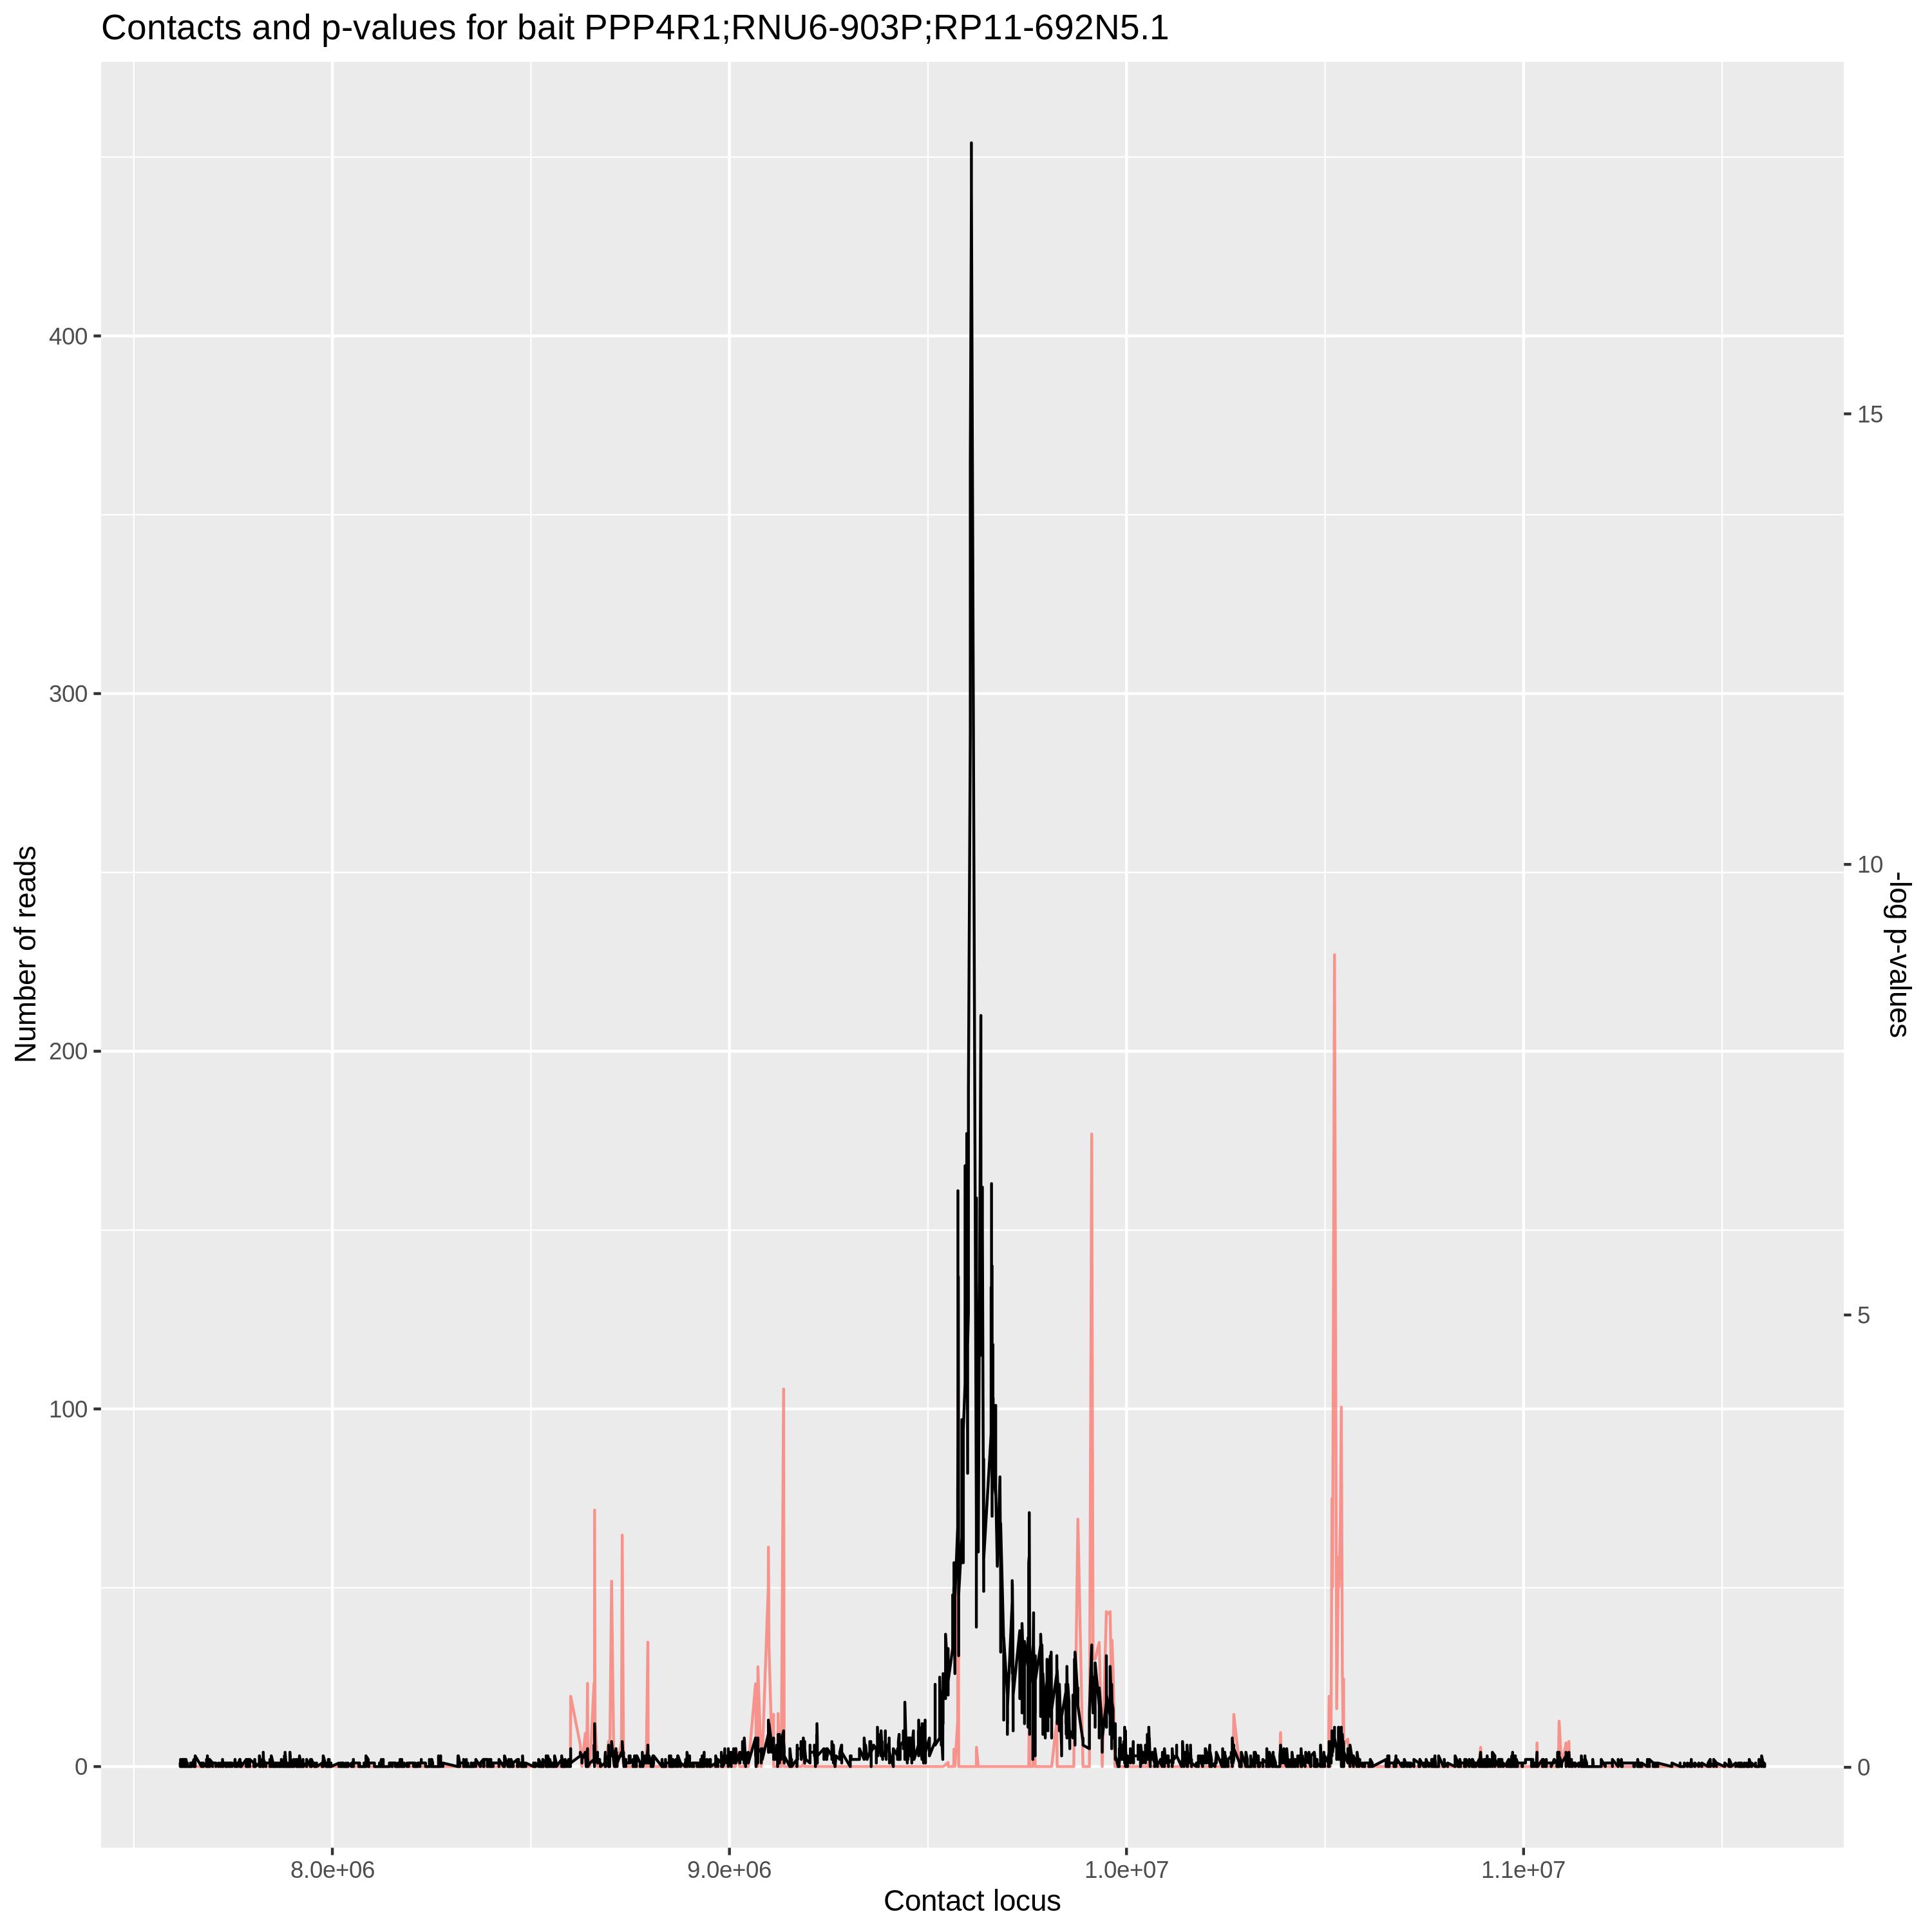 Contacts and p-values for bait PPP4R1;RNU6-903P;RP11-692N5.1
400
300
200
100
0
Number of reads
15
10
5
0
-log p-values
8.0e+06
9.0e+06
1.0e+07
1.1e+07
Contact locus